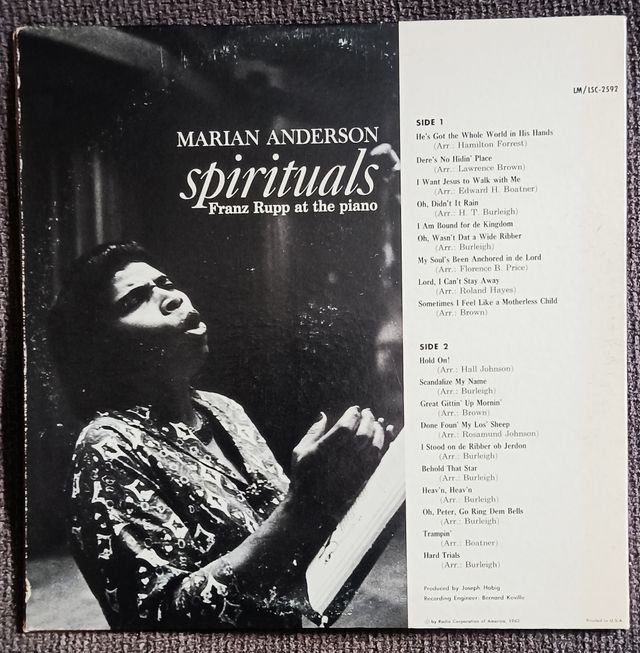 MARIAN ANDERSON
spirituals
Franz Rupp at the piano
LM/LSC-2592
SIDE 1
He's Got the Whole World in His Hands
(Arr.: Hamilton Forrest)
Dere's No Hidin' Place
(Arr.: Lawrence Brown)
I Want Jesus to Walk with Me
(Arr.: Edward H. Boatner)
Oh, Didn't It Rain
(Arr.: H. T. Burleigh)
I Am Bound for de Kingdom
Oh, Wasn't Dat a Wide Ribber
(Arr.: Burleigh)
My Soul's Been Anchored in de Lord
(Arr.: Florence B. Price)
Lord, I Can't Stay Away
(Arr.: Roland Hayes)
Sometimes I Feel Like a Motherless Child
(Arr.: Brown)
SIDE 2
Hold On!
(Arr.: Hall Johnson)
Scandalize My Name
(Arr.: Burleigh)
Great Gittin' Up Mornin'
(Arr.: Brown)
Done Foun' My Los' Sheep
(Arr.: Rosamund Johnson)
I Stood on de Ribber ob Jerdon
(Arr.: Burleigh)
Behold That Star
(Arr.: Burleigh)
Heav'n, Heav'n
(Arr.: Burleigh)
Oh, Peter, Go Ring Dem Bells
(Arr.: Burleigh)
Trampin'
(Arr.: Boatner)
Hard Trials
(Arr.: Burleigh)
Produced by Joseph Habig
Recording Engineer: Bernard Keville
© by Radio Corporation of America, 1962
Printed in U.S.A.